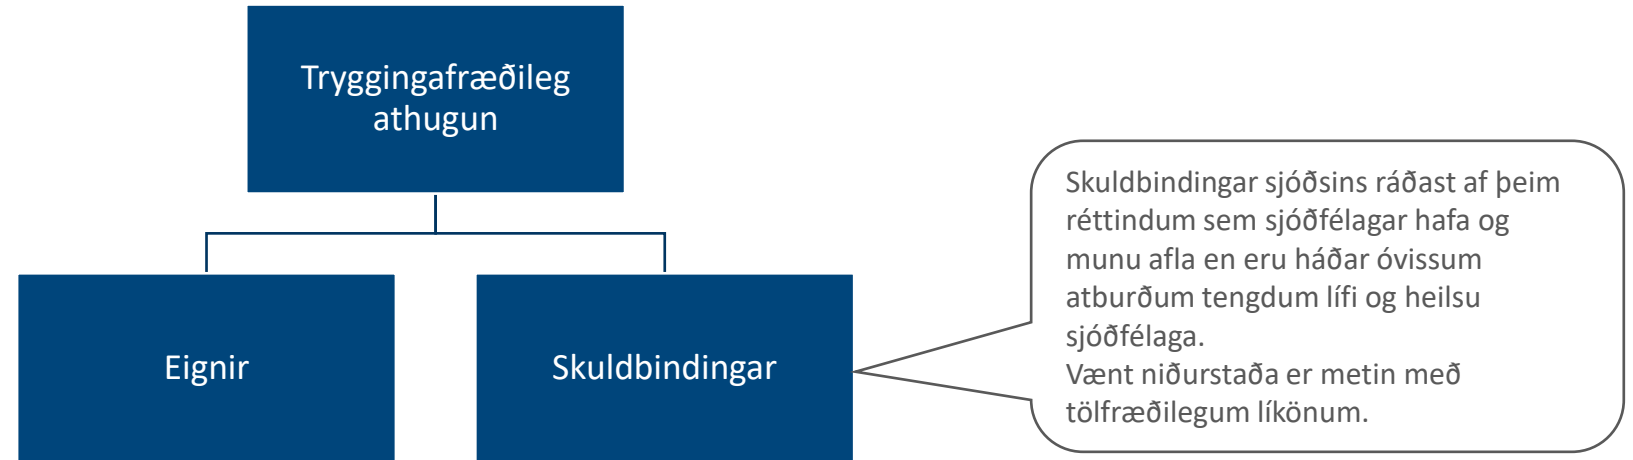 Tryggingafræðileg
athugun
Eignir
Skuldbindingar
Skuldbindingar sjóðsins ráðast af þeim
réttindum sem sjóðfélagar hafa og
munu afla en eru háðar óvissum
atburðum tengdum lífi og heilsu
sjóðfélaga.
Vænt niðurstaða er metin með
tölfræðilegum líkönum.